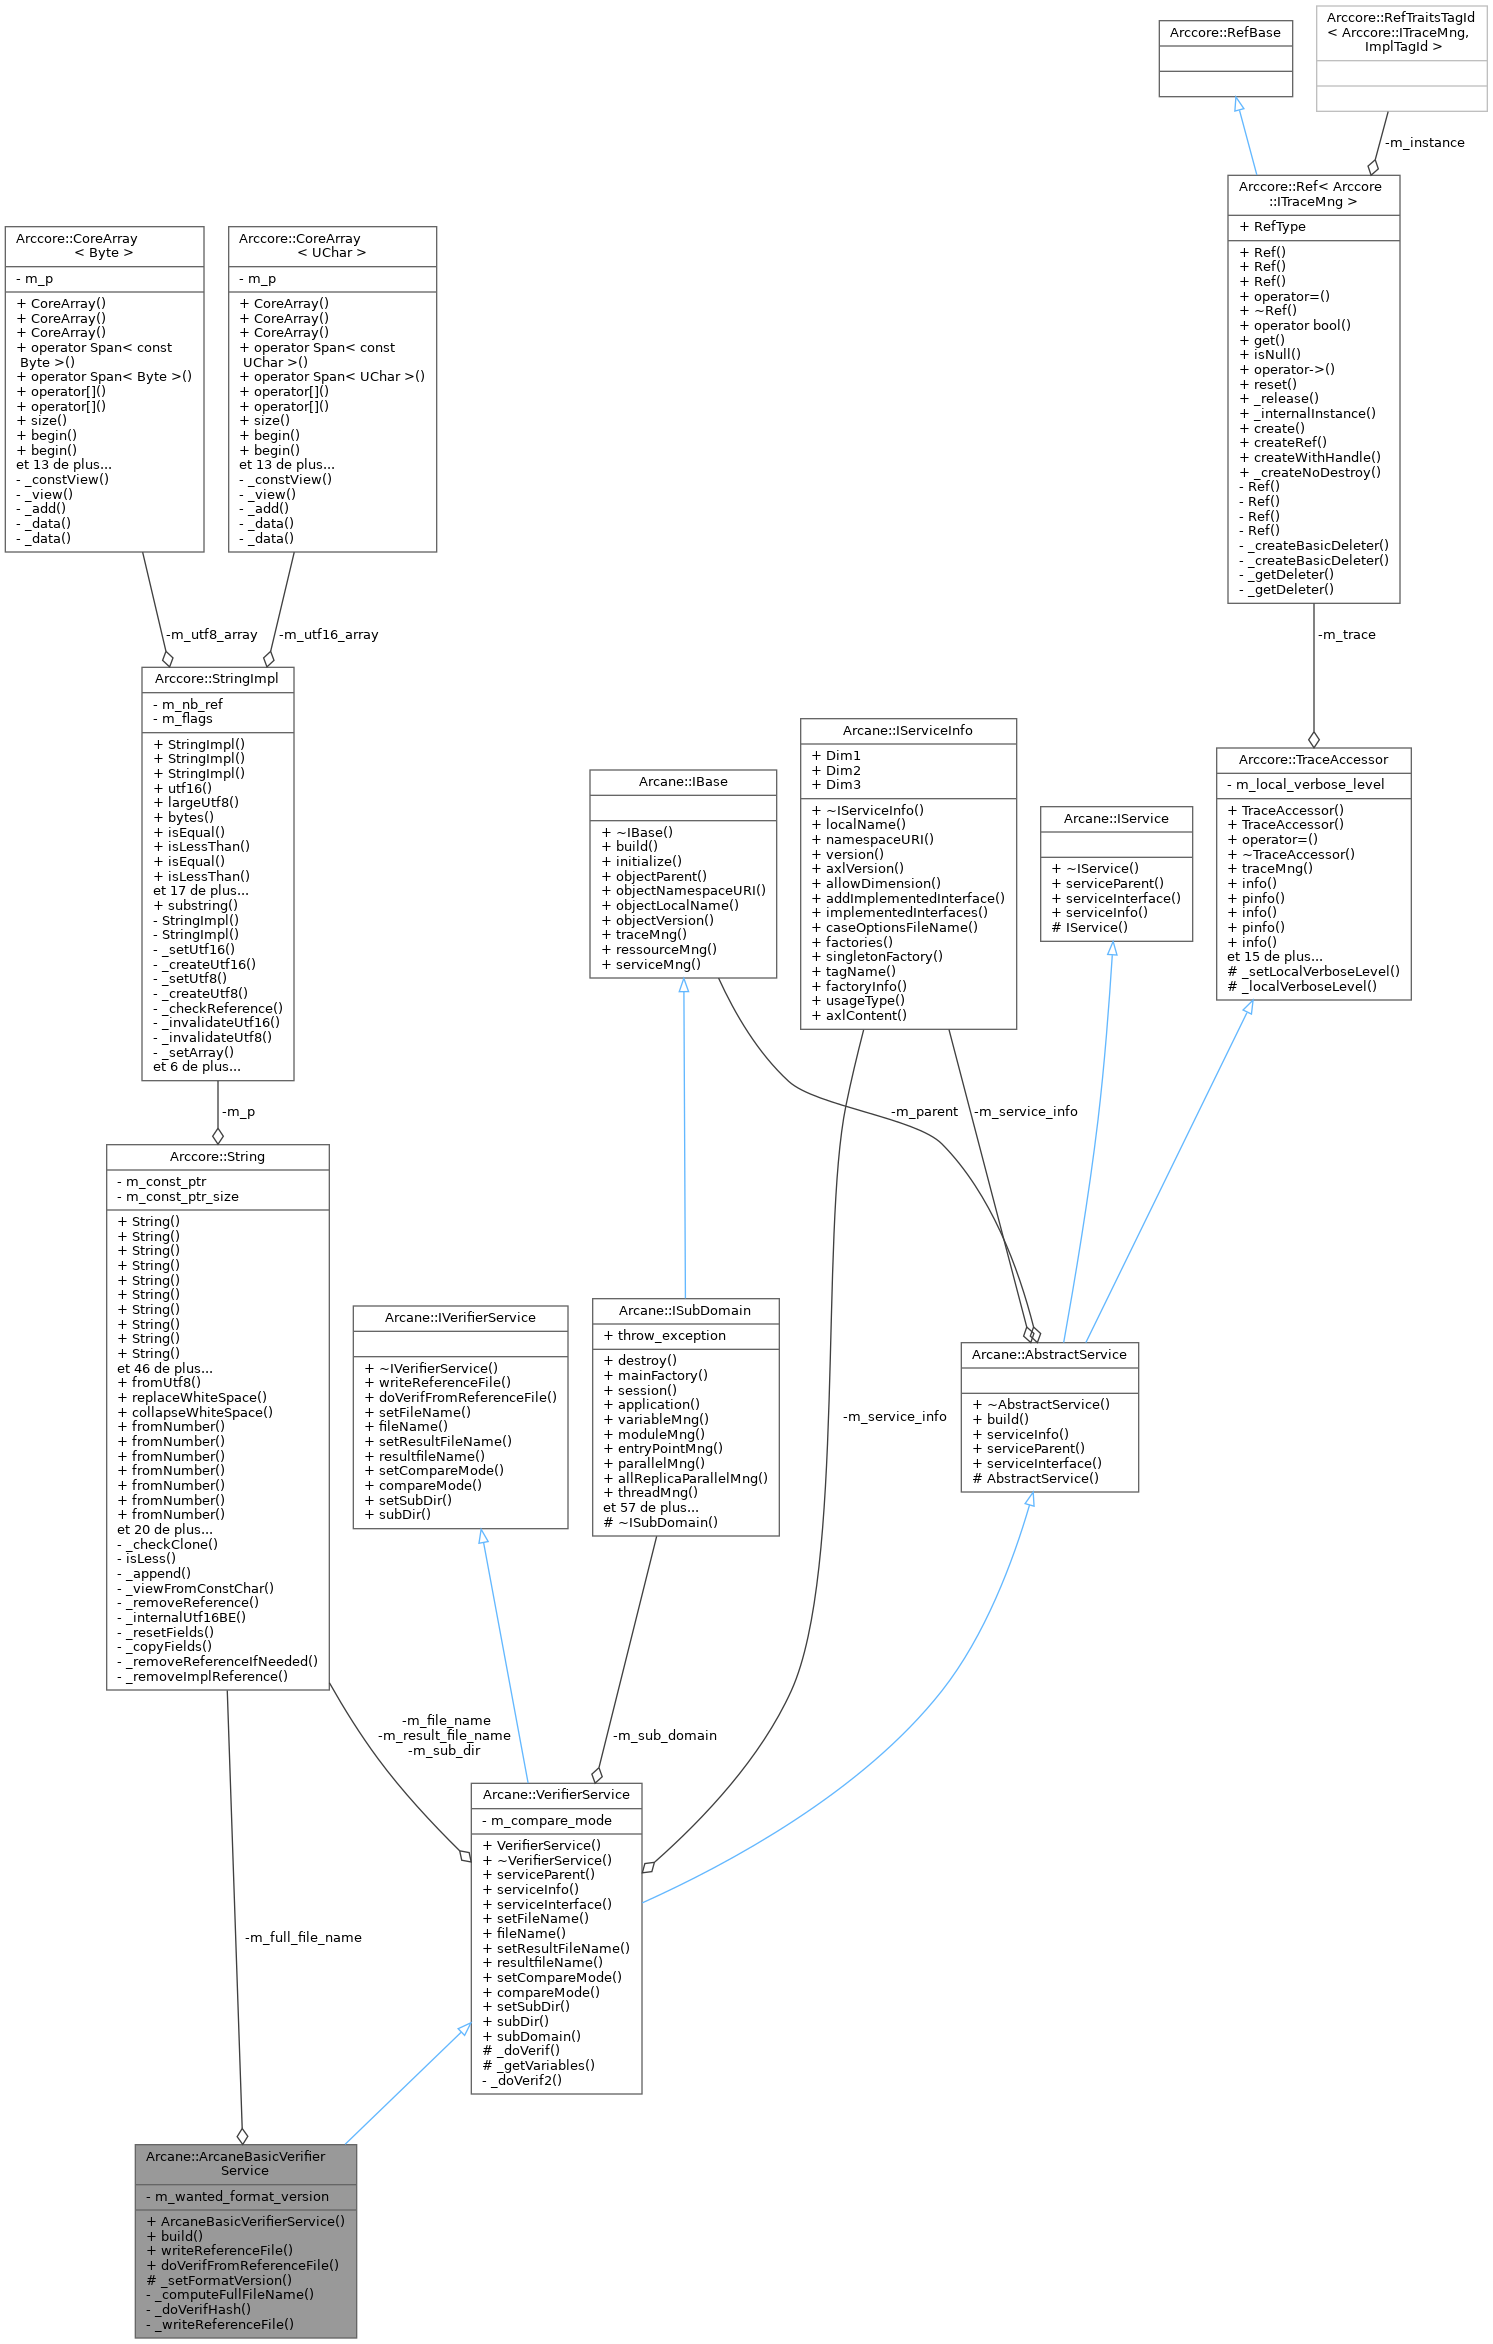 Arccore::RefBase
Arccore::RefTraitsTagId
< Arccore::ITraceMng,
ImplTagId >
-m_instance
Arccore::Ref< Arccore
::ITraceMng >
+ RefType
+ Ref()
+ Ref()
+ Ref()
+ operator=()
+ ~Ref()
+ operator bool()
+ get()
+ isNull()
+ operator->()
+ reset()
+ _release()
+ _internalInstance()
+ create()
+ createRef()
+ createWithHandle()
+ _createNoDestroy()
- Ref()
- Ref()
- Ref()
- Ref()
- _createBasicDeleter()
- _createBasicDeleter()
- _getDeleter()
- _getDeleter()
-m_trace
Arccore::CoreArray
< Byte >
- m_p
+ CoreArray()
+ CoreArray()
+ CoreArray()
+ operator Span< const
Byte >()
+ operator Span< Byte >()
+ operator[]()
+ operator[]()
+ size()
+ begin()
+ begin()
et 13 de plus...
- _constView()
- _view()
- _add()
- _data()
- _data()
Arccore::CoreArray
< UChar >
- m_p
+ CoreArray()
+ CoreArray()
+ CoreArray()
+ operator Span< const
UChar >()
+ operator Span< UChar >()
+ operator[]()
+ operator[]()
+ size()
+ begin()
+ begin()
et 13 de plus...
- _constView()
- _view()
- _add()
- _data()
- _data()
-m_utf8_array
-m_utf16_array
Arccore::StringImpl
- m_nb_ref
- m_flags
+ StringImpl()
+ StringImpl()
+ StringImpl()
+ utf16()
+ largeUtf8()
+ bytes()
+ isEqual()
+ isLessThan()
+ isEqual()
+ isLessThan()
et 17 de plus...
+ substring()
- StringImpl()
- StringImpl()
- _setUtf16()
- _createUtf16()
- _setUtf8()
- _createUtf8()
- _checkReference()
- _invalidateUtf16()
- _invalidateUtf8()
- _setArray()
et 6 de plus...
-m_p
Arcane::IBase
+ ~IBase()
+ build()
+ initialize()
+ objectParent()
+ objectNamespaceURI()
+ objectLocalName()
+ objectVersion()
+ traceMng()
+ ressourceMng()
+ serviceMng()
Arcane::IServiceInfo
+ Dim1
+ Dim2
+ Dim3
+ ~IServiceInfo()
+ localName()
+ namespaceURI()
+ version()
+ axlVersion()
+ allowDimension()
+ addImplementedInterface()
+ implementedInterfaces()
+ caseOptionsFileName()
+ factories()
+ singletonFactory()
+ tagName()
+ factoryInfo()
+ usageType()
+ axlContent()
Arcane::IService
+ ~IService()
+ serviceParent()
+ serviceInterface()
+ serviceInfo()
# IService()
Arccore::TraceAccessor
- m_local_verbose_level
+ TraceAccessor()
+ TraceAccessor()
+ operator=()
+ ~TraceAccessor()
+ traceMng()
+ info()
+ pinfo()
+ info()
+ pinfo()
+ info()
et 15 de plus...
# _setLocalVerboseLevel()
# _localVerboseLevel()
-m_parent
-m_service_info
Arccore::String
- m_const_ptr
- m_const_ptr_size
+ String()
+ String()
+ String()
+ String()
+ String()
+ String()
+ String()
+ String()
+ String()
+ String()
et 46 de plus...
+ fromUtf8()
+ replaceWhiteSpace()
+ collapseWhiteSpace()
+ fromNumber()
+ fromNumber()
+ fromNumber()
+ fromNumber()
+ fromNumber()
+ fromNumber()
+ fromNumber()
et 20 de plus...
- _checkClone()
- isLess()
- _append()
- _viewFromConstChar()
- _removeReference()
- _internalUtf16BE()
- _resetFields()
- _copyFields()
- _removeReferenceIfNeeded()
- _removeImplReference()
Arcane::IVerifierService
+ ~IVerifierService()
+ writeReferenceFile()
+ doVerifFromReferenceFile()
+ setFileName()
+ fileName()
+ setResultFileName()
+ resultfileName()
+ setCompareMode()
+ compareMode()
+ setSubDir()
+ subDir()
Arcane::ISubDomain
+ throw_exception
+ destroy()
+ mainFactory()
+ session()
+ application()
+ variableMng()
+ moduleMng()
+ entryPointMng()
+ parallelMng()
+ allReplicaParallelMng()
+ threadMng()
et 57 de plus...
# ~ISubDomain()
-m_service_info
Arcane::AbstractService
+ ~AbstractService()
+ build()
+ serviceInfo()
+ serviceParent()
+ serviceInterface()
# AbstractService()
-m_file_name
-m_result_file_name
-m_sub_dir
-m_sub_domain
Arcane::VerifierService
- m_compare_mode
+ VerifierService()
+ ~VerifierService()
+ serviceParent()
+ serviceInfo()
+ serviceInterface()
+ setFileName()
+ fileName()
+ setResultFileName()
+ resultfileName()
+ setCompareMode()
+ compareMode()
+ setSubDir()
+ subDir()
+ subDomain()
# _doVerif()
# _getVariables()
- _doVerif2()
-m_full_file_name
Arcane::ArcaneBasicVerifier
Service
- m_wanted_format_version
+ ArcaneBasicVerifierService()
+ build()
+ writeReferenceFile()
+ doVerifFromReferenceFile()
# _setFormatVersion()
- _computeFullFileName()
- _doVerifHash()
- _writeReferenceFile()